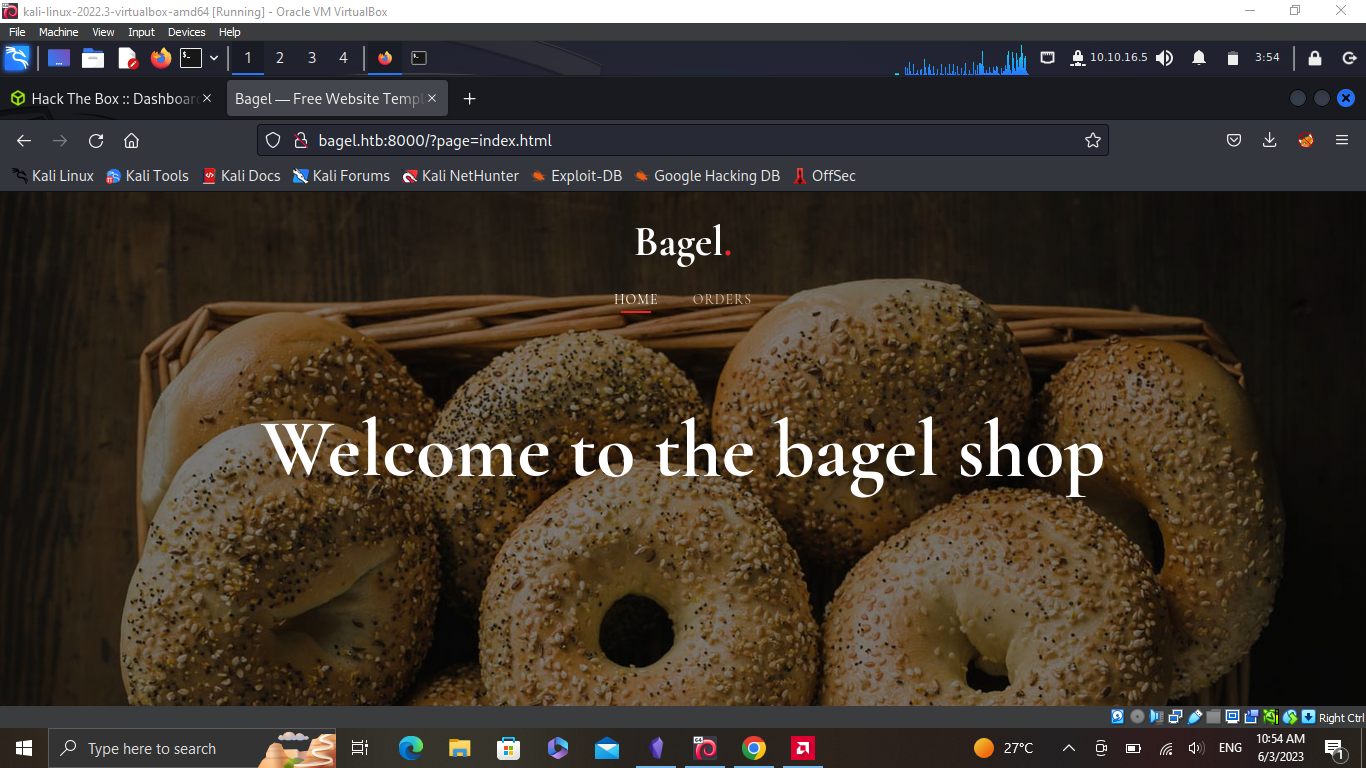 kali-linux-2022.3-virtualbox-amd64 [Running] - Oracle VM VirtualBox
File Machine View Input Devices Help
1 2 3 4 10.10.16.5 3:54
Hack The Box :: Dashboard Bagel — Free Website Templ
bagel.htb:8000/?page=index.html
Kali Linux Kali Tools Kali Docs Kali Forums Kali NetHunter Exploit-DB Google Hacking DB OffSec
Bagel.
HOME ORDERS
Welcome to the bagel shop
Right Ctrl
Type here to search 27°C ENG 10:54 AM
6/3/2023 1